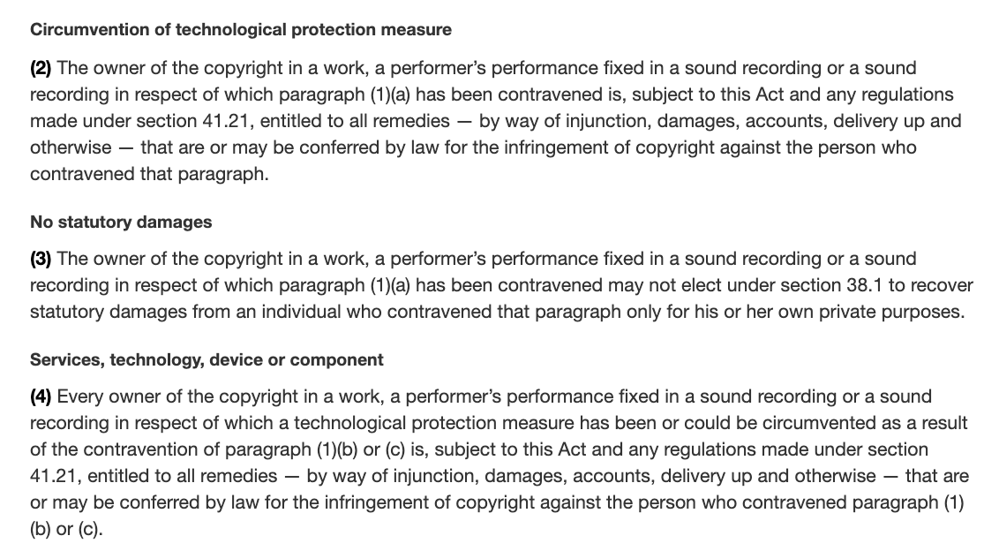 Circumvention of technological protection measure
(2) The owner of the copyright in a work, a performer’s performance fixed in a sound recording or a sound
recording in respect of which paragraph (1)(a) has been contravened is, subject to this Act and any regulations
made under section 41.21, entitled to all remedies — by way of injunction, damages, accounts, delivery up and
otherwise — that are or may be conferred by law for the infringement of copyright against the person who
contravened that paragraph.
No statutory damages
(3) The owner of the copyright in a work, a performer’s performance fixed in a sound recording or a sound
recording in respect of which paragraph (1)(a) has been contravened may not elect under section 38.1 to recover
statutory damages from an individual who contravened that paragraph only for his or her own private purposes.
Services, technology, device or component
(4) Every owner of the copyright in a work, a performer’s performance fixed in a sound recording or a sound
recording in respect of which a technological protection measure has been or could be circumvented as a result
of the contravention of paragraph (1)(b) or (c) is, subject to this Act and any regulations made under section
41.21, entitled to all remedies — by way of injunction, damages, accounts, delivery up and otherwise — that are
or may be conferred by law for the infringement of copyright against the person who contravened paragraph (1)
(b) or (c).